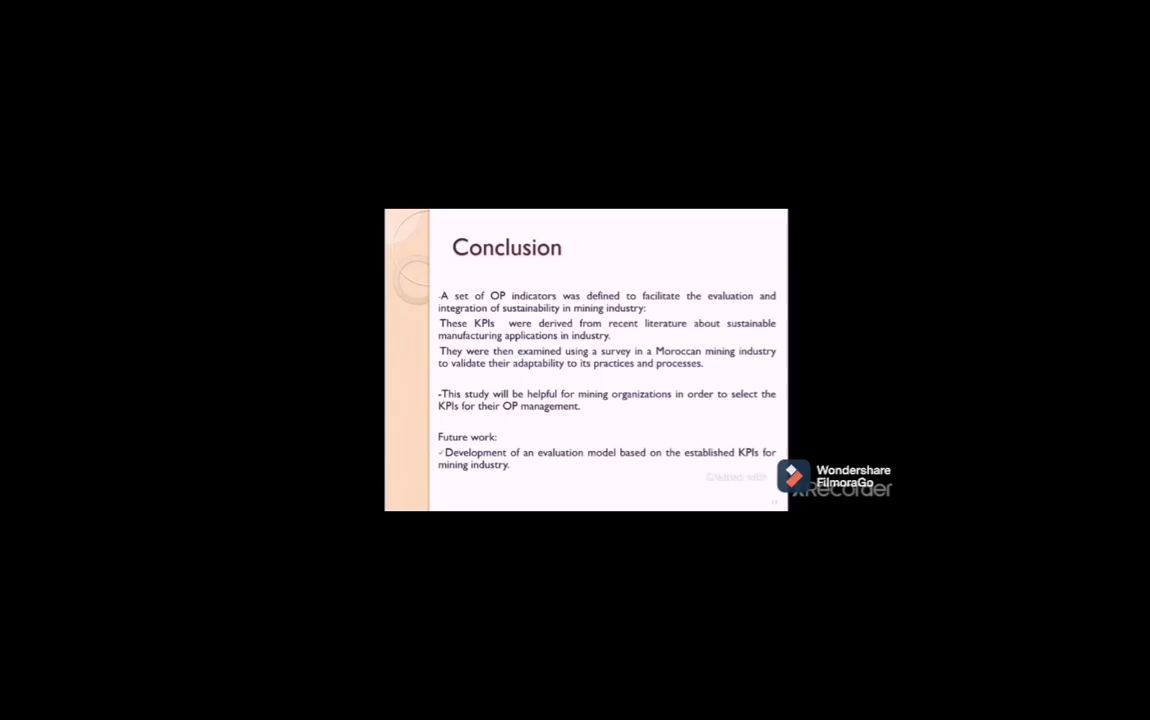 Conclusion
-A set of OP indicators was defined to facilitate the evaluation and
integration of sustainability in mining industry:
These KPIs were derived from recent literature about sustainable
manufacturing applications in industry.
They were then examined using a survey in a Moroccan mining industry
to validate their adaptability to its practices and processes.
-This study will be helpful for mining organizations in order to select the
KPIs for their OP management.
Future work:
✓Development of an evaluation model based on the established KPIs for
mining industry.
Created with
Wondershare
FilmoraGo
XRecorder